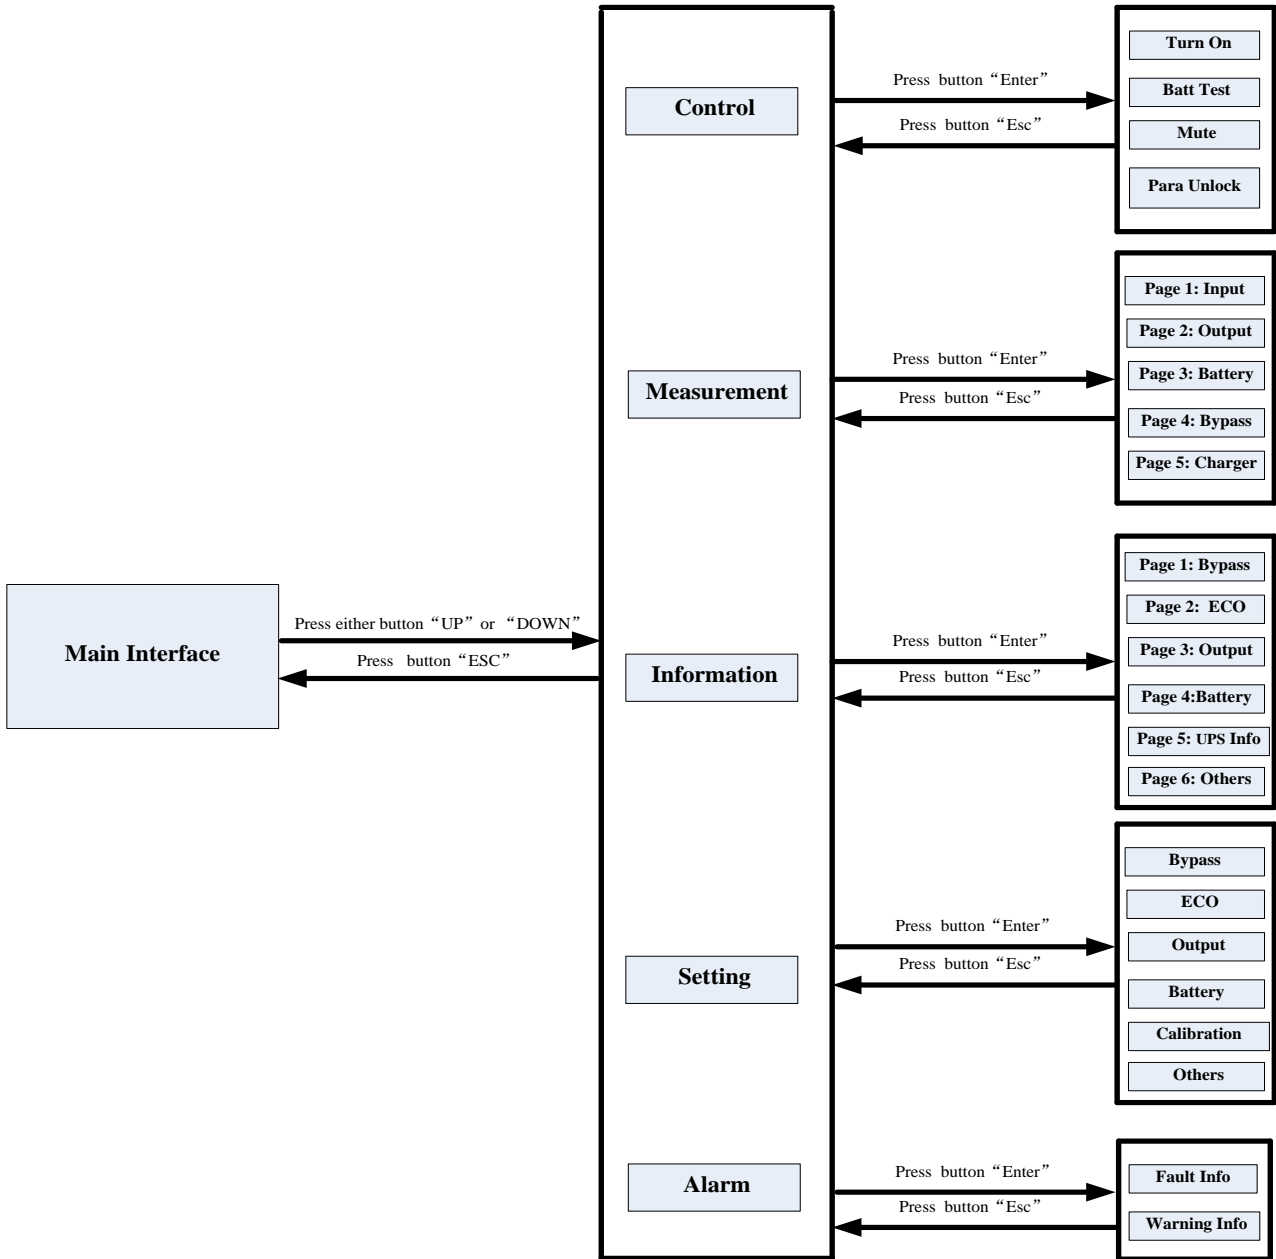 Main Interface
Press either button “UP” or “DOWN”
Press button “ESC”
Control
Press button “Enter”
Press button “Esc”
Turn On
Batt Test
Mute
Para Unlock
Measurement
Press button “Enter”
Press button “Esc”
Page 1: Input
Page 2: Output
Page 3: Battery
Page 4: Bypass
Page 5: Charger
Information
Press button “Enter”
Press button “Esc”
Page 1: Bypass
Page 2: ECO
Page 3: Output
Page 4:Battery
Page 5: UPS Info
Page 6: Others
Setting
Press button “Enter”
Press button “Esc”
Bypass
ECO
Output
Battery
Calibration
Others
Alarm
Press button “Enter”
Press button “Esc”
Fault Info
Warning Info